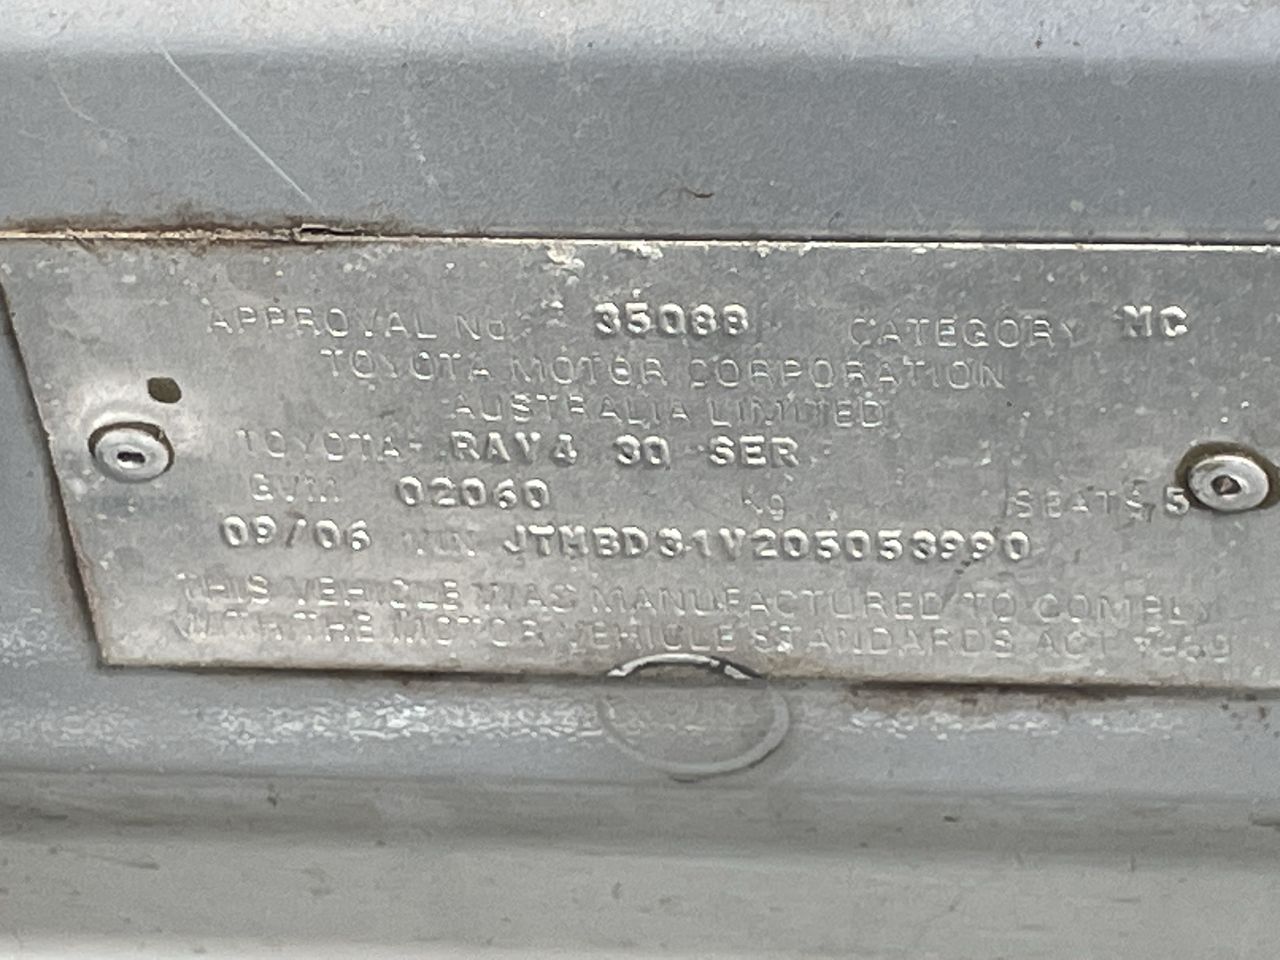 APPROVAL No. 35088 CATEGORY MC
TOYOTA MOTOR CORPORATION
AUSTRALIA LIMITED
TOYOTA RAV4 30 SER
GVM 02060 kg SEATS 5
09/06 VIN JTMBD31V205053990
THIS VEHICLE WAS MANUFACTURED TO COMPLY
WITH THE MOTOR VEHICLE STANDARDS ACT 1989